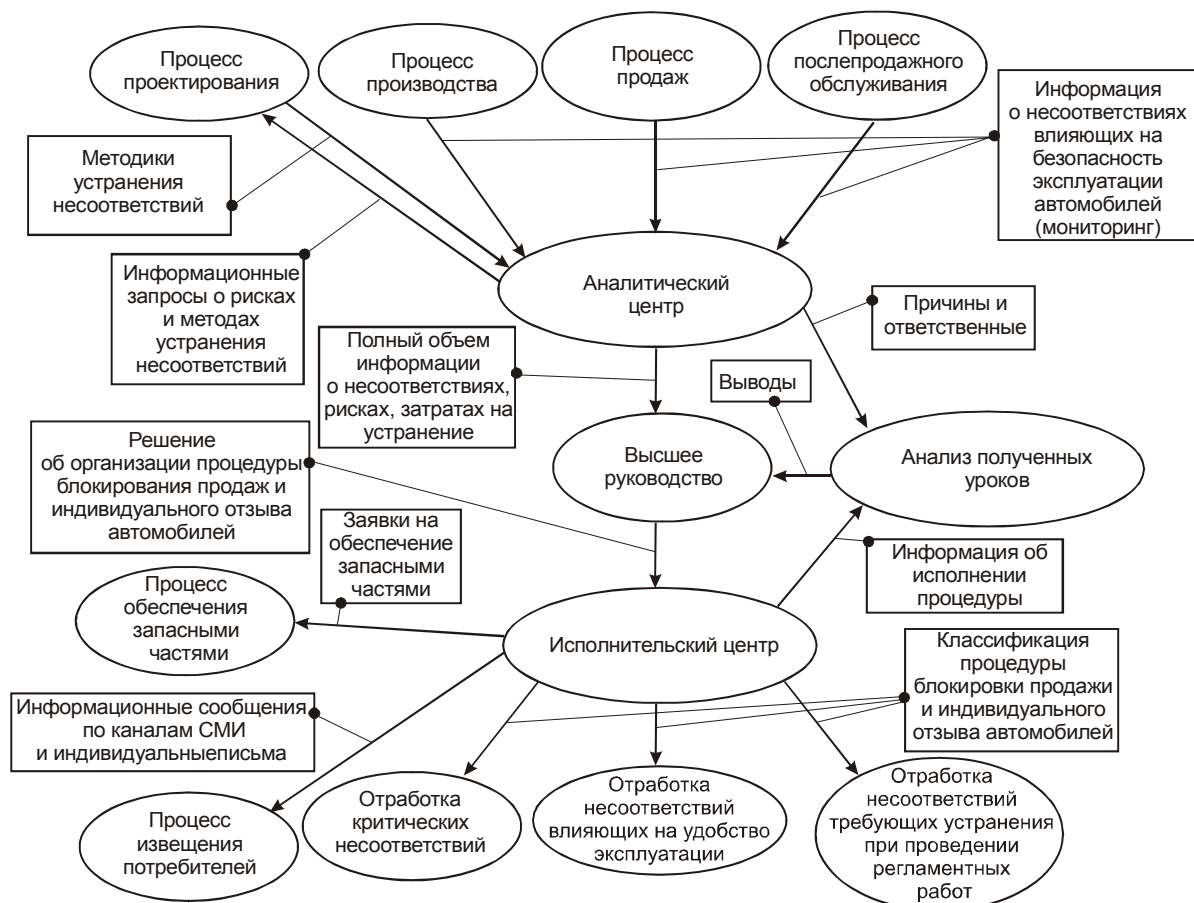 Процесс
проектирования
Процесс
производства
Процесс
продаж
Процесс
послепродажного
обслуживания
Информация
о несоответствиях
влияющих на
безопасность
эксплуатации
автомобилей
(мониторинг)
Методики
устранения
несоответствий
Информационные
запросы о рисках
и методах
устранения
несоответствий
Аналитический
центр
Причины и
ответственные
Полный объем
информации
о несоответствиях,
рисках, затратах на
устранение
Выводы
Решение
об организации процедуры
блокирования продаж и
индивидуального отзыва
автомобилей
Высшее
руководство
Анализ полученных
уроков
Заявки на
обеспечение
запасными
частями
Информация об
исполнении
процедуры
Процесс
обеспечения
запасными
частями
Исполнительский центр
Классификация
процедуры
блокировки продажи
и индивидуального
отзыва автомобилей
Информационные сообщения
по каналам СМИ
и индивидуальныеписьма
Процесс
извещения
потребителей
Отработка
критических
несоответствий
Отработка
несоответствий
влияющих на удобство
эксплуатации
Отработка
несоответствий
требующих устранения
при проведении
регламентных
работ